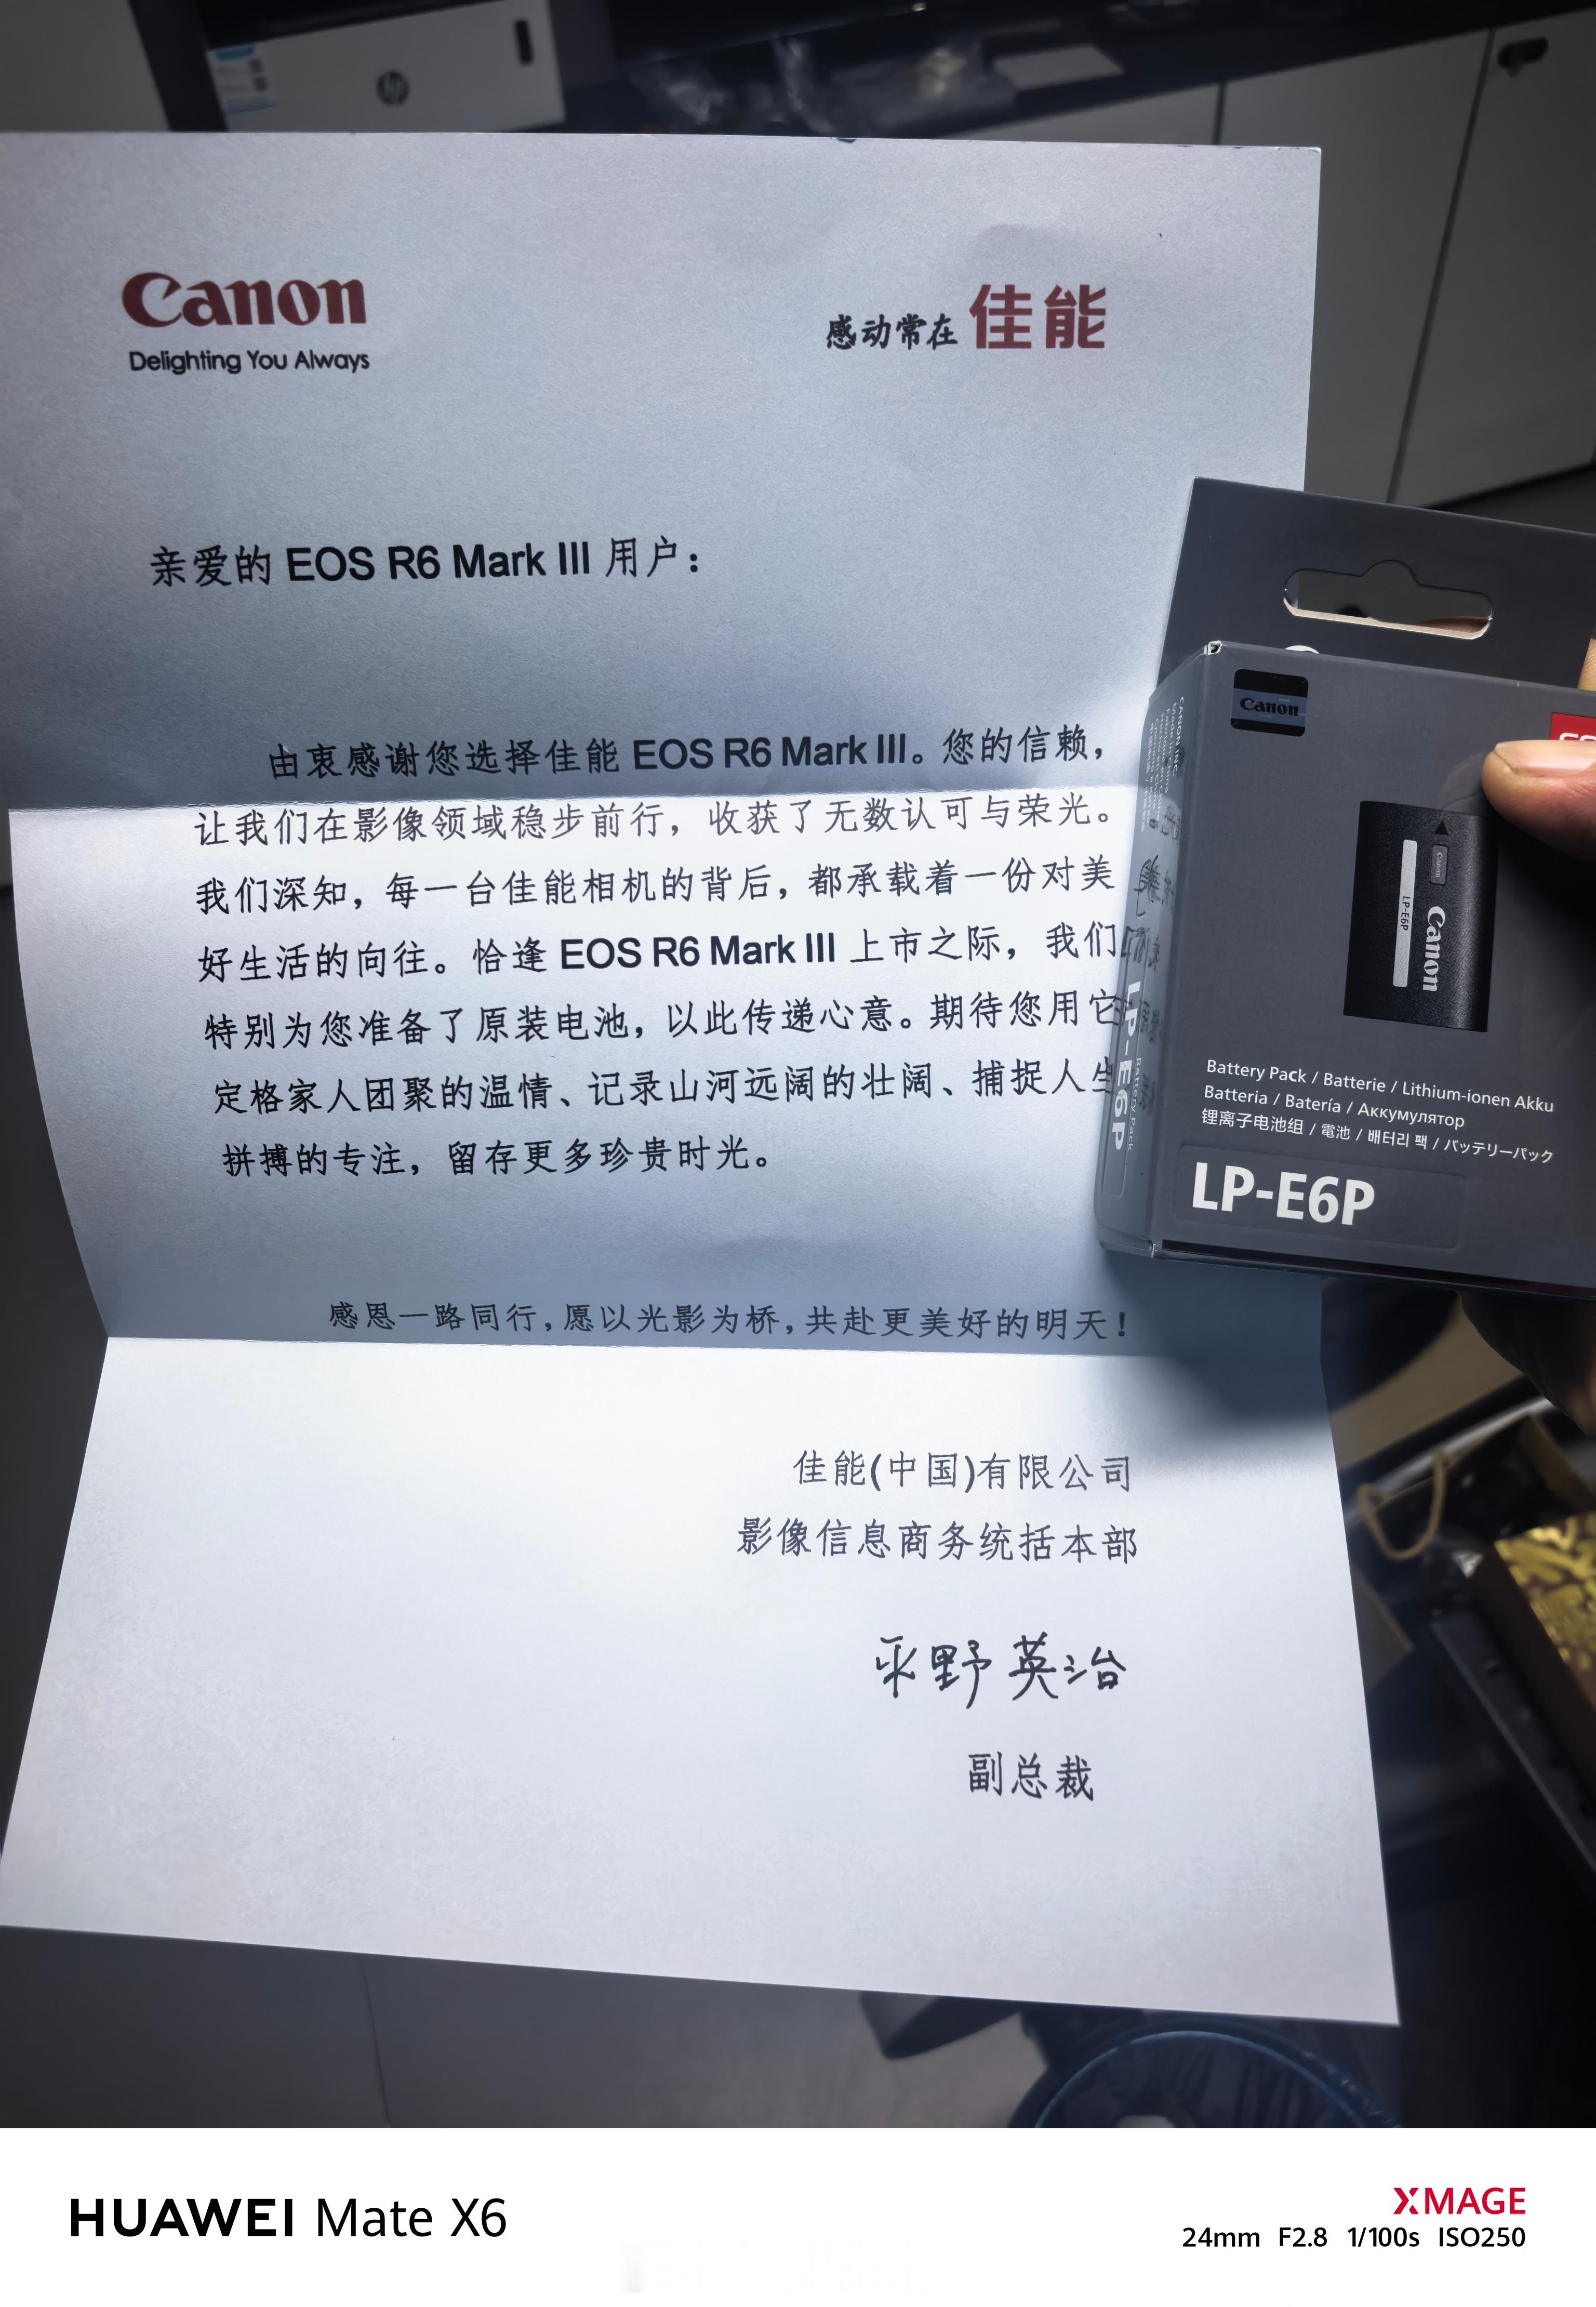 Canon
Delighting You Always
感动常在 佳能
亲爱的 EOS R6 Mark III 用户：
由衷感谢您选择佳能 EOS R6 Mark III。您的信赖，
让我们在影像领域稳步前行，收获了无数认可与荣光。
我们深知，每一台佳能相机的背后，都承载着一份对美
好生活的向往。恰逢 EOS R6 Mark III 上市之际，我们
特别为您准备了原装电池，以此传递心意。期待您用它
定格家人团聚的温情、记录山河远阔的壮阔、捕捉人生
拼搏的专注，留存更多珍贵时光。
感恩一路同行，愿以光影为桥，共赴更美好的明天！
佳能(中国)有限公司
影像信息商务统括本部
平野英治
副总裁
Canon
Canon
LP-E6P
Battery Pack / Batterie / Lithium-ionen Akku
Batteria / Batería / Аккумулятор
锂离子电池组 / 電池 / 배터리 팩 / バッテリーパック
LP-E6P
Battery Pack
LP-E6P
hp
HUAWEI Mate X6
XMAGE
24mm F2.8 1/100s ISO250